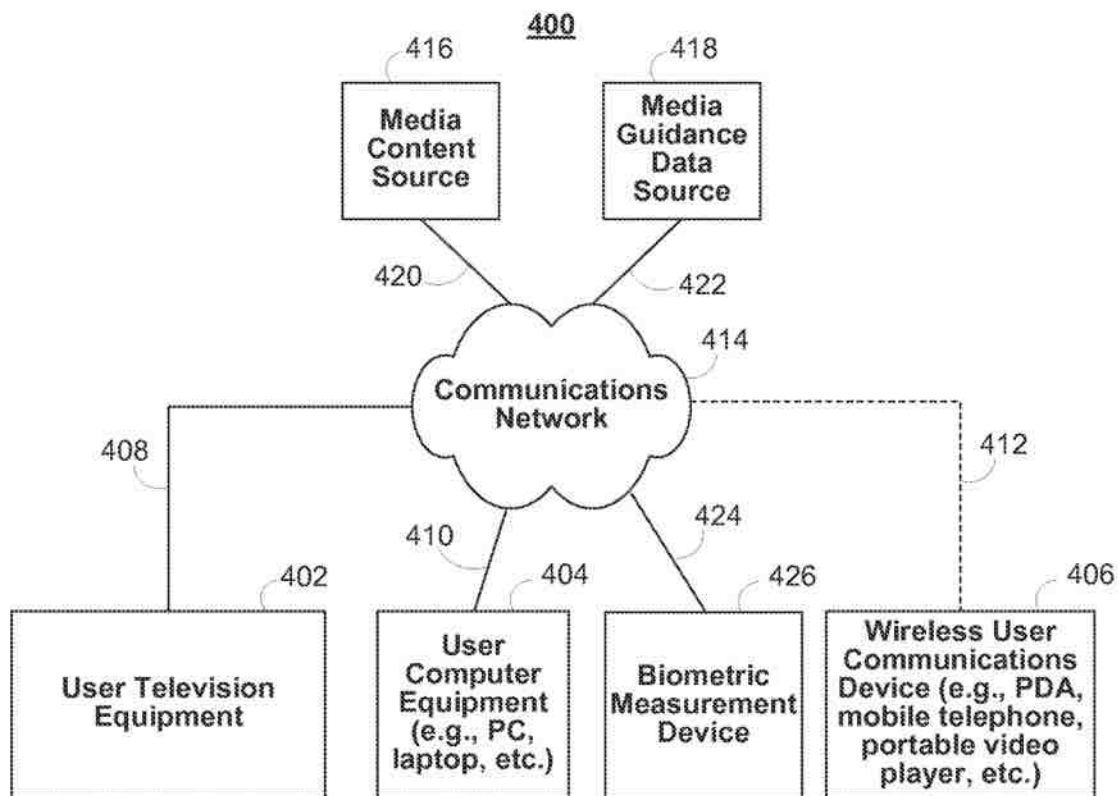 400
416
418
Media
Content
Source
Media
Guidance
Data
Source
420
422
414
Communications
Network
408
412
410
424
402
404
426
406
User Television
Equipment
User
Computer
Equipment
(e.g., PC,
laptop, etc.)
Biometric
Measurement
Device
Wireless User
Communications
Device (e.g., PDA,
mobile telephone,
portable video
player, etc.)